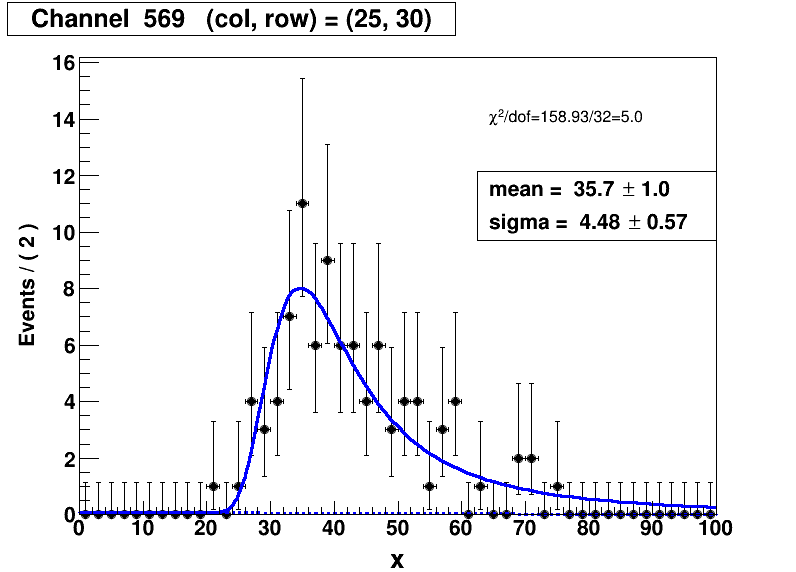 Channel 569 (col, row) = (25, 30)
16
χ²/dof=158.93/32=5.0
14
12
mean = 35.7 ± 1.0
sigma = 4.48 ± 0.57
10
8
6
4
2
0
Events / ( 2 )
0 10 20 30 40 50 60 70 80 90 100
x